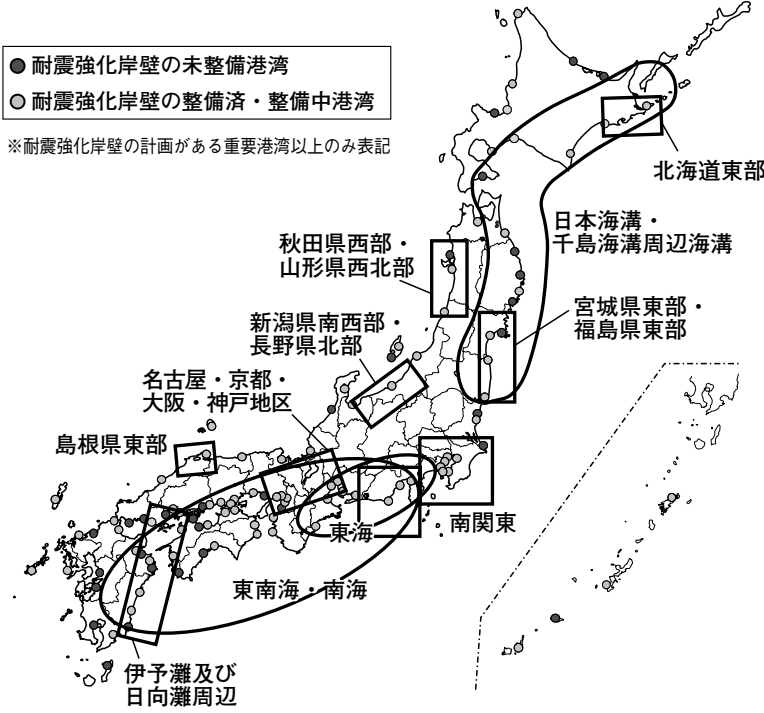 耐震強化岸壁の未整備港湾
耐震強化岸壁の整備済・整備中港湾
※耐震強化岸壁の計画がある重要港湾以上のみ表記
北海道東部
日本海溝・
千島海溝周辺海溝
秋田県西部・
山形県西北部
宮城県東部・
福島県東部
新潟県南西部・
長野県北部
名古屋・京都・
大阪・神戸地区
島根県東部
南関東
東海
東南海・南海
伊予灘及び
日向灘周辺